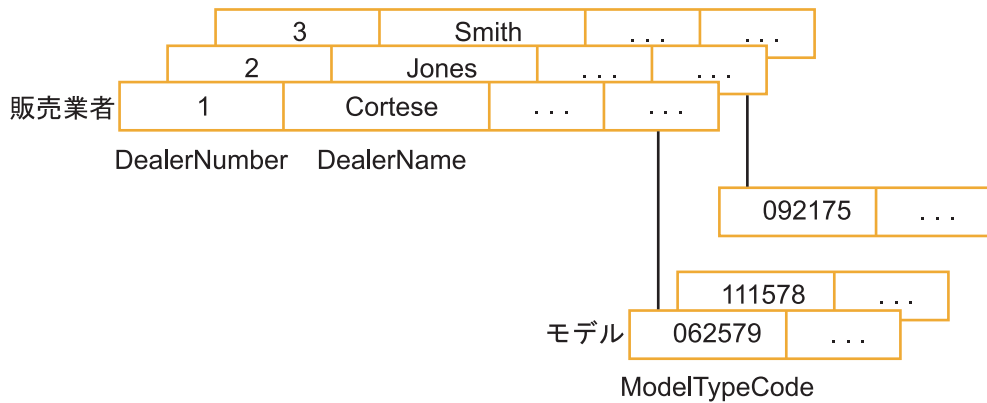 3 Smith . . . . . .
2 Jones . . . . . .
販売業者 1 Cortese . . . . . .
DealerNumber DealerName
092175 . . .
111578 . . .
モデル 062579 . . .
ModelTypeCode